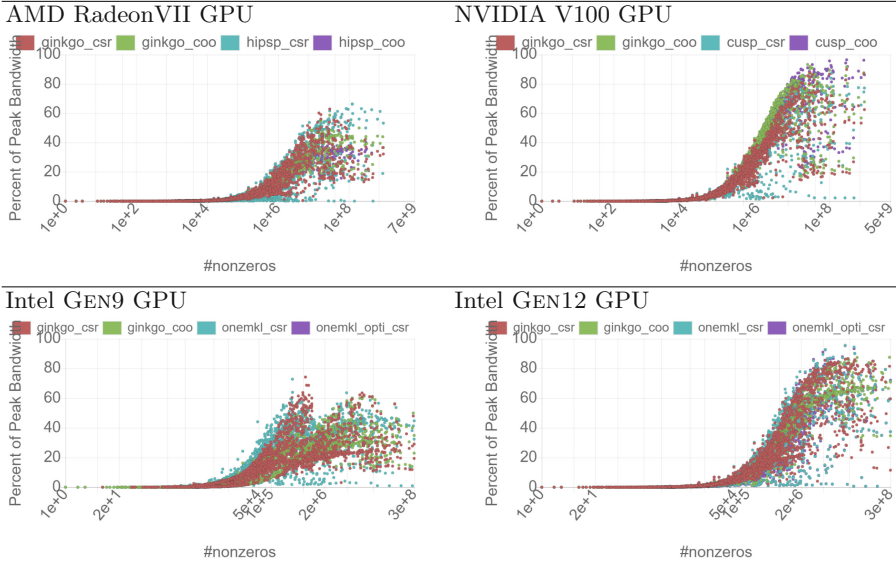 AMD RadeonVII GPU
ginkgo_csr ginkgo_coo hipsp_csr hipsp_coo
Percent of Peak Bandwidth
100
80
60
40
20
0
1e+0 1e+2 1e+4 1e+6 1e+8 7e+9
#nonzeros
NVIDIA V100 GPU
ginkgo_csr ginkgo_coo cusp_csr cusp_coo
Percent of Peak Bandwidth
100
80
60
40
20
0
1e+0 1e+2 1e+4 1e+6 1e+8 5e+9
#nonzeros
Intel GEN9 GPU
ginkgo_csr ginkgo_coo onemkl_csr onemkl_opti_csr
Percent of Peak Bandwidth
100
80
60
40
20
0
1e+0 2e+1 5e+4 1e+5 2e+6 3e+8
#nonzeros
Intel GEN12 GPU
ginkgo_csr ginkgo_coo onemkl_csr onemkl_opti_csr
Percent of Peak Bandwidth
100
80
60
40
20
0
1e+0 2e+1 5e+4 1e+5 2e+6 3e+8
#nonzeros